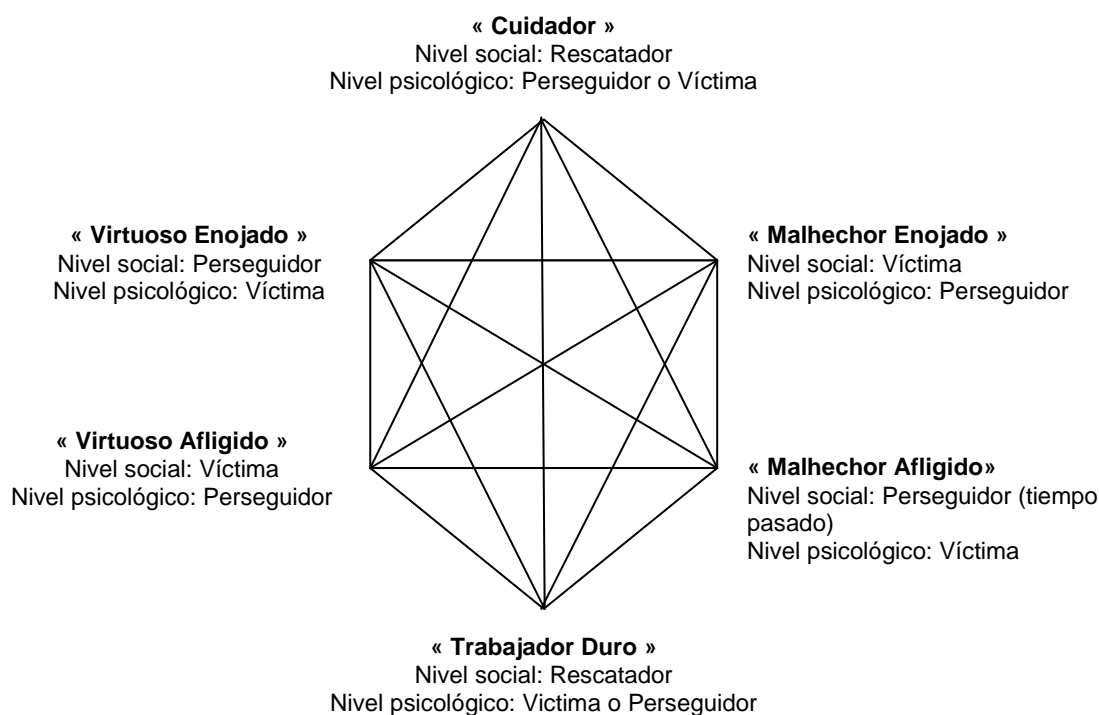 « Cuidador »
Nivel social: Rescatador
Nivel psicológico: Perseguidor o Víctima
« Virtuoso Enojado »
Nivel social: Perseguidor
Nivel psicológico: Víctima
« Malhechor Enojado »
Nivel social: Víctima
Nivel psicológico: Perseguidor
« Virtuoso Afligido »
Nivel social: Víctima
Nivel psicológico: Perseguidor
« Malhechor Afligido»
Nivel social: Perseguidor (tiempo
pasado)
Nivel psicológico: Víctima
« Trabajador Duro »
Nivel social: Rescatador
Nivel psicológico: Victima o Perseguidor